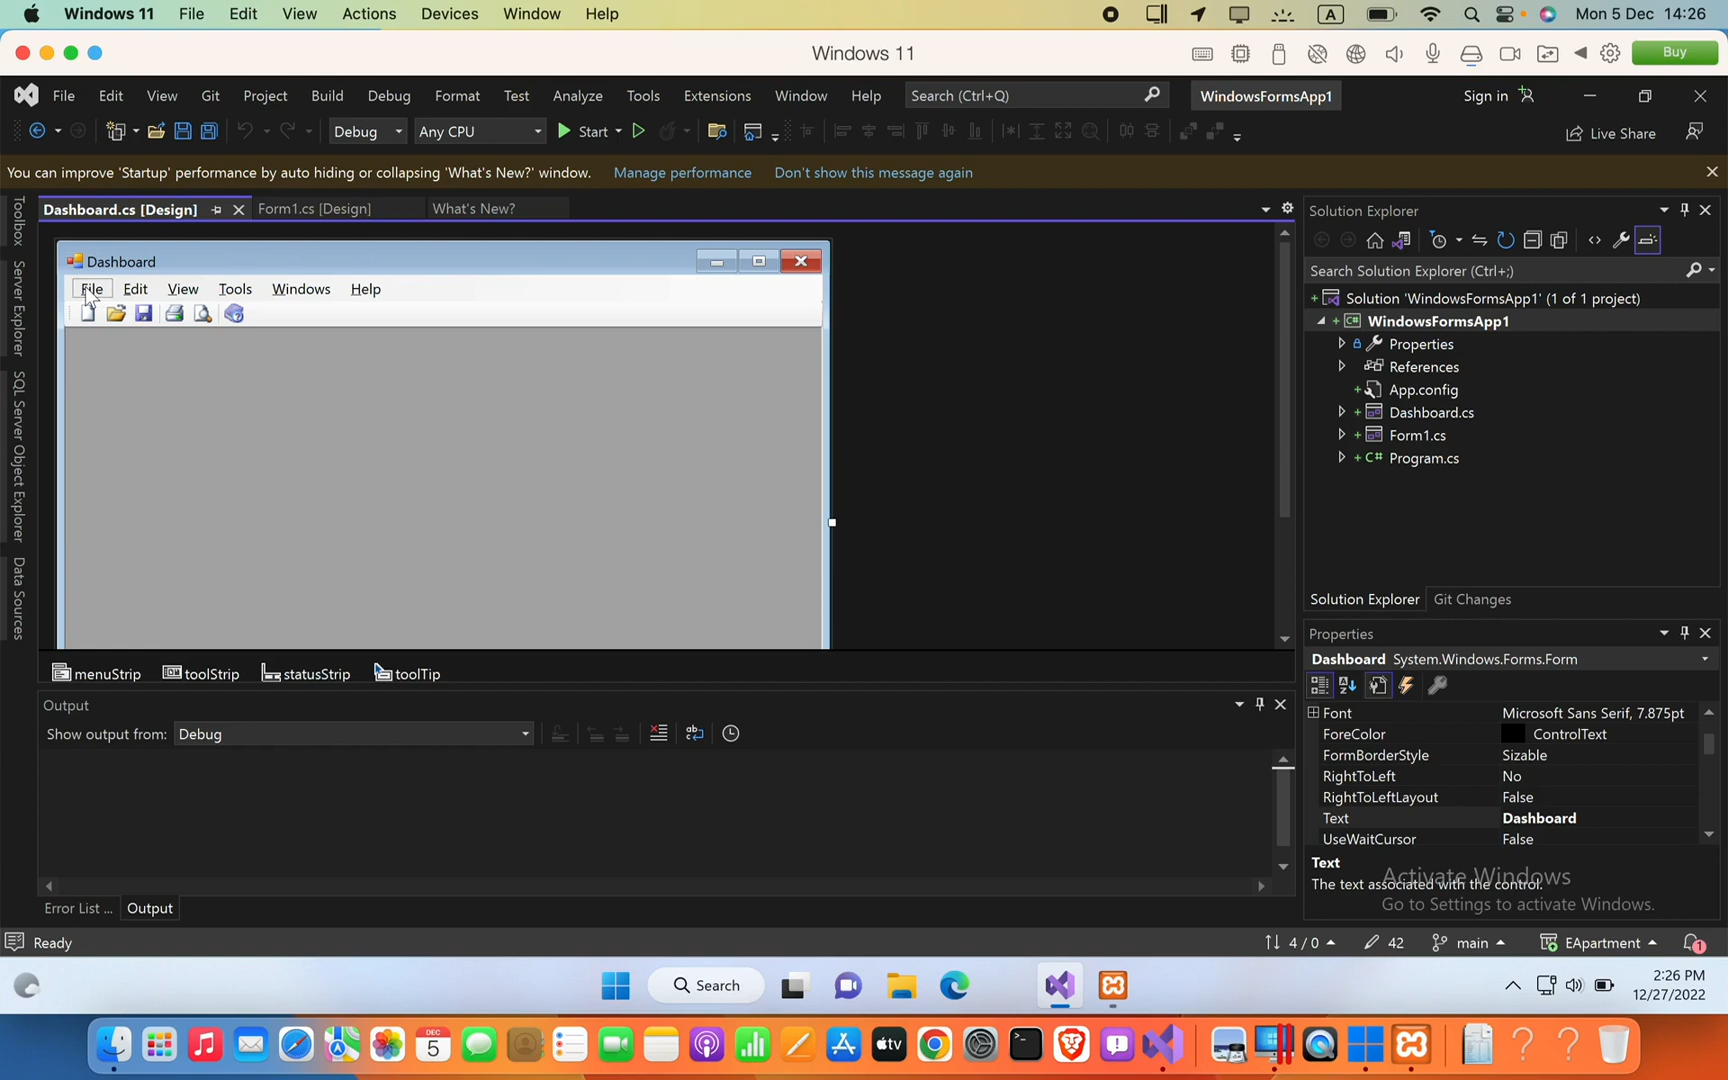 Windows 11 File Edit View Actions Devices Window Help A Mon 5 Dec 14:26
Windows 11 Buy
File Edit View Git Project Build Debug Format Test Analyze Tools Extensions Window Help Search (Ctrl+Q) WindowsFormsApp1 Sign in
Debug Any CPU Start Live Share
You can improve 'Startup' performance by auto hiding or collapsing 'What's New?' window. Manage performance Don't show this message again
Toolbox
Server Explorer
SQL Server Object Explorer
Data Sources
Dashboard.cs [Design] Form1.cs [Design] What's New?
Dashboard
File Edit View Tools Windows Help
menuStrip toolStrip statusStrip toolTip
Output
Show output from: Debug
Error List ... Output
Solution Explorer
Search Solution Explorer (Ctrl+;)
Solution 'WindowsFormsApp1' (1 of 1 project)
WindowsFormsApp1
Properties
References
App.config
Dashboard.cs
Form1.cs
Program.cs
Solution Explorer Git Changes
Properties
Dashboard System.Windows.Forms.Form
Font Microsoft Sans Serif, 7.875pt
ForeColor ControlText
FormBorderStyle Sizable
RightToLeft No
RightToLeftLayout False
Text Dashboard
UseWaitCursor False
Text
The text associated with the control.
Activate Windows
Go to Settings to activate Windows.
Ready 4 / 0 42 main EApartment 1
Search 2:26 PM
12/27/2022
DEC
5
tv